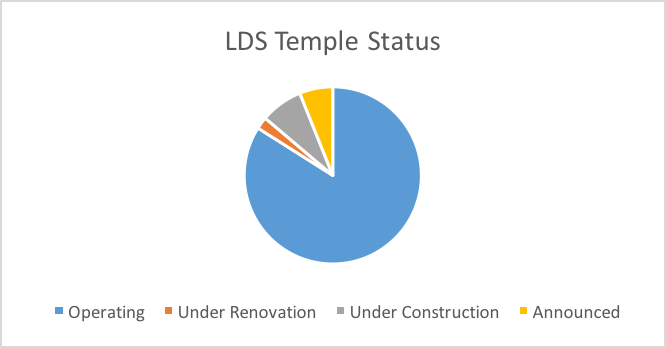 LDS Temple Status
Operating Under Renovation Under Construction Announced